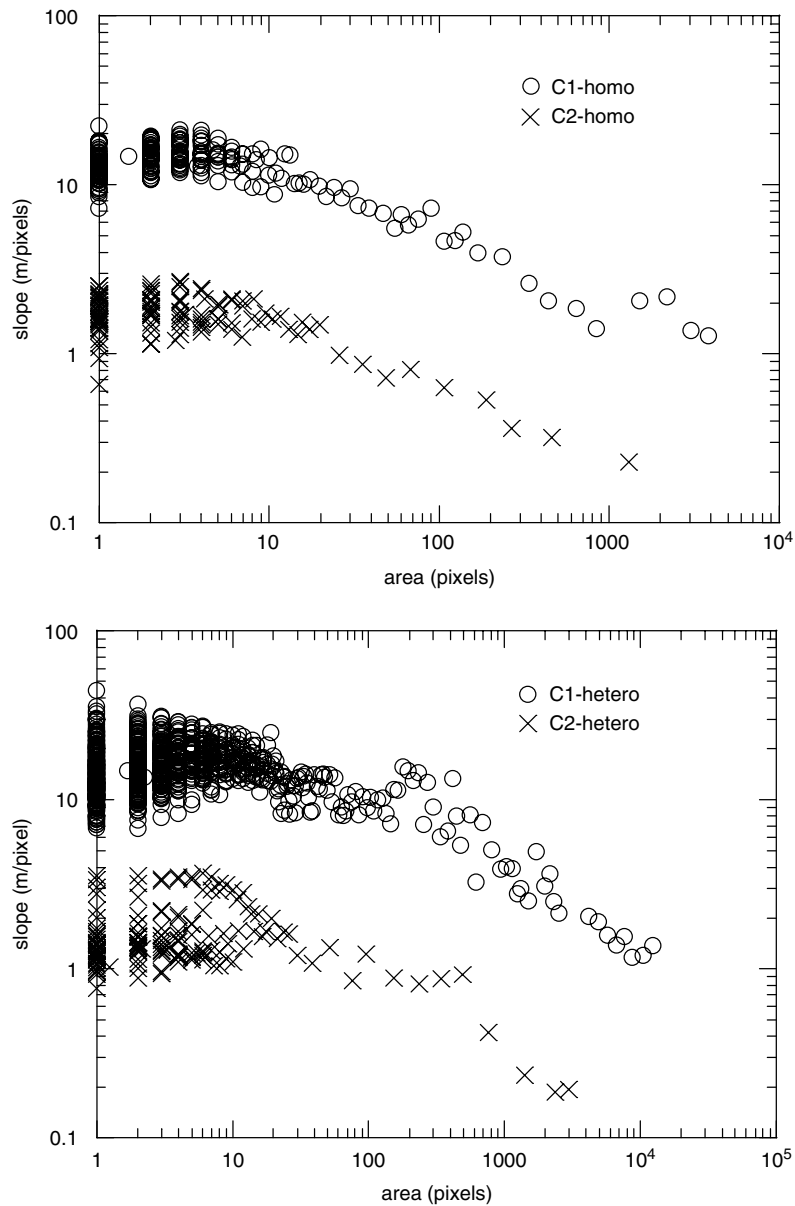 100
10
1
0.1
slope (m/pixels)
C1-homo
C2-homo
1
10
100
1000
10⁴
area (pixels)
100
10
1
0.1
slope (m/pixel)
C1-hetero
C2-hetero
1
10
100
1000
10⁴
10⁵
area (pixels)